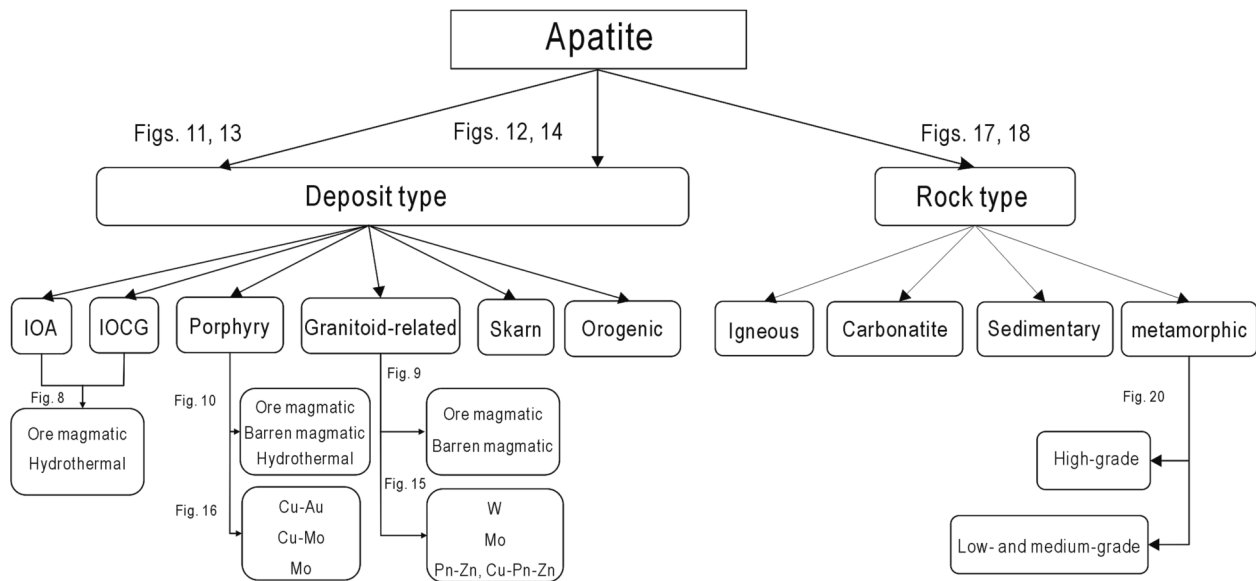 Apatite
Figs. 11, 13
Figs. 12, 14
Figs. 17, 18
Deposit type
Rock type
IOA
IOCG
Porphyry
Granitoid-related
Skarn
Orogenic
Igneous
Carbonatite
Sedimentary
metamorphic
Fig. 8
Ore magmatic
Hydrothermal
Fig. 10
Ore magmatic
Barren magmatic
Hydrothermal
Fig. 16
Cu-Au
Cu-Mo
Mo
Fig. 9
Ore magmatic
Barren magmatic
Fig. 15
W
Mo
Pn-Zn, Cu-Pn-Zn
Fig. 20
High-grade
Low- and medium-grade